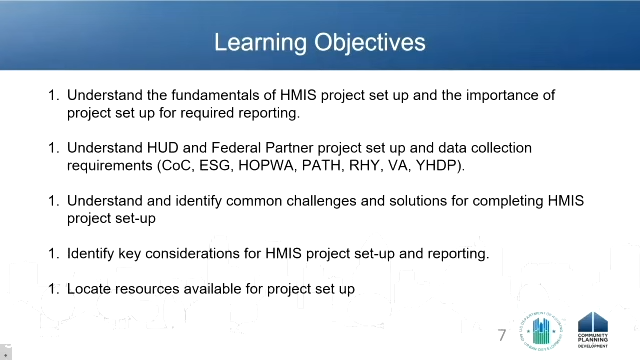 Learning Objectives
1. Understand the fundamentals of HMIS project set up and the importance of
project set up for required reporting.
1. Understand HUD and Federal Partner project set up and data collection
requirements (CoC, ESG, HOPWA, PATH, RHY, VA, YHDP).
1. Understand and identify common challenges and solutions for completing HMIS
project set-up
1. Identify key considerations for HMIS project set-up and reporting.
1. Locate resources available for project set up
7
COMMUNITY
PLANNING
DEVELOPMENT